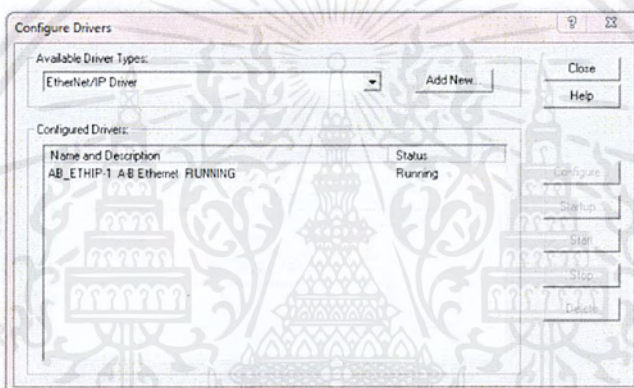 Configure Drivers
Available Driver Types:
EtherNet/IP Driver
Add New...
Close
Help
Configured Drivers:
Name and Description Status
AB_ETHIP-1 A-B Ethernet RUNNING Running
Configure...
Startup...
Start
Stop
Delete